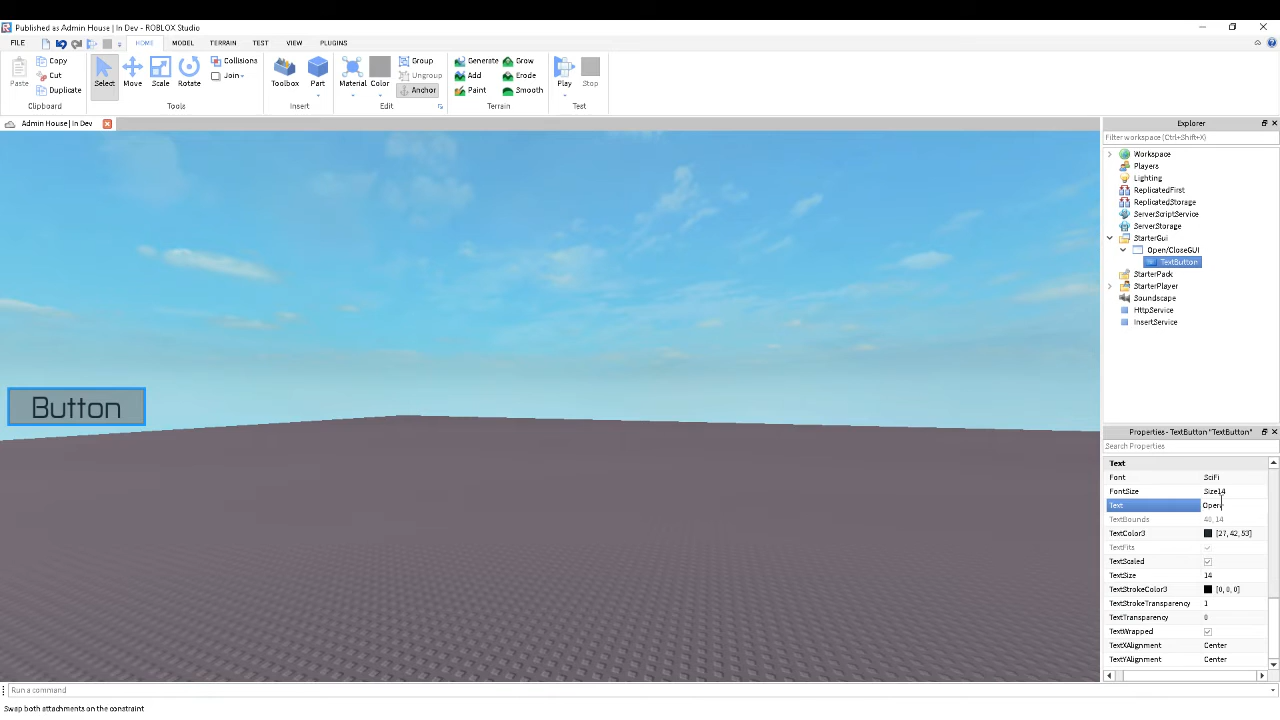 Published as Admin House | In Dev - ROBLOX Studio
FILE HOME MODEL TERRAIN TEST VIEW PLUGINS
Paste Copy Cut Duplicate Clipboard
Select Move Scale Rotate Collisions Join Tools
Toolbox Part Insert
Material Color Group Ungroup Anchor Edit
Generate Grow Add Erode Paint Smooth Terrain
Play Stop Test
Admin House | In Dev
Explorer
Filter workspace (Ctrl+Shift+X)
Workspace
Players
Lighting
ReplicatedFirst
ReplicatedStorage
ServerScriptService
ServerStorage
StarterGui
Open/CloseGUI
TextButton
StarterPack
StarterPlayer
Soundscape
HttpService
InsertService
Button
Properties - TextButton "TextButton"
Search Properties
Text
Font SciFi
FontSize Size14
Text Open
TextBounds 40, 14
TextColor3 [27, 42, 53]
TextFits
TextScaled
TextSize 14
TextStrokeColor3 [0, 0, 0]
TextStrokeTransparency 1
TextTransparency 0
TextWrapped
TextXAlignment Center
TextYAlignment Center
Run a command
Swap both attachments on the constraint